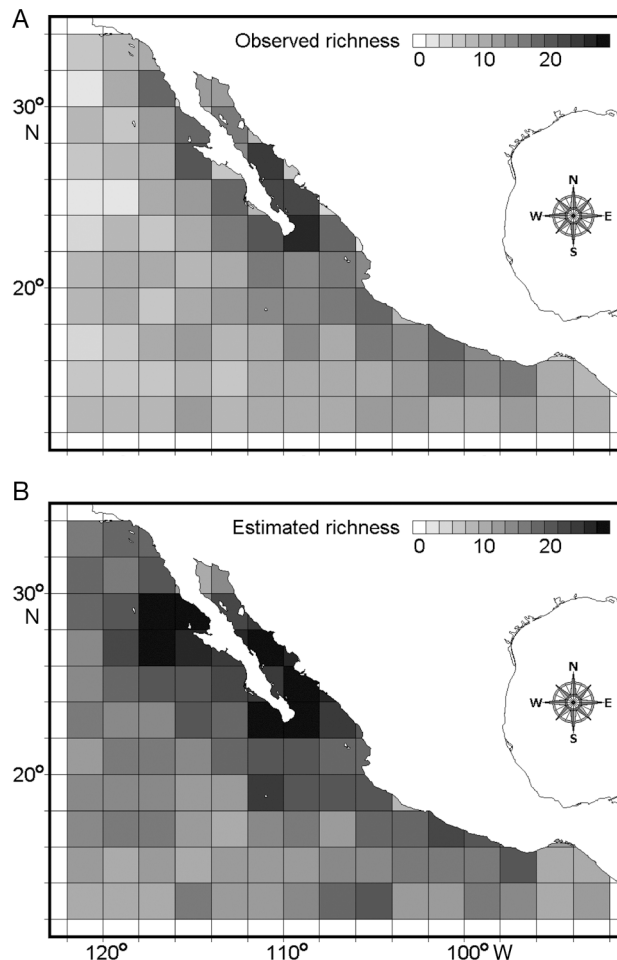 A
Observed richness
0 10 20
30°
N
20°
N
W E
S
B
Estimated richness
0 10 20
30°
N
20°
N
W E
S
120° 110° 100° W